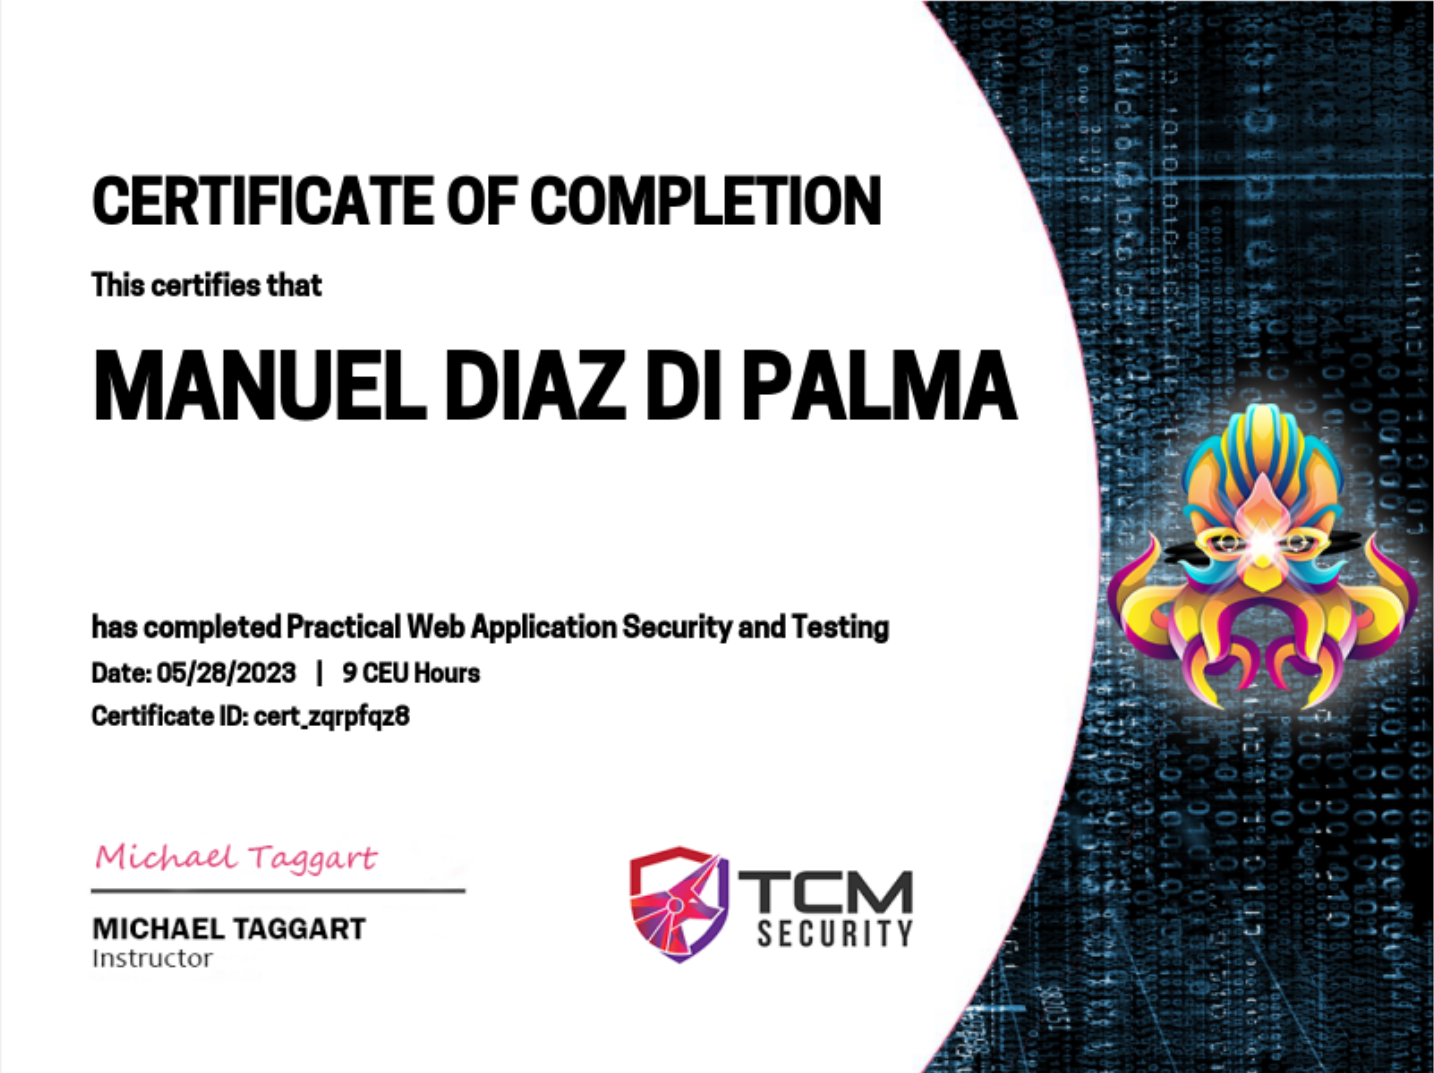 CERTIFICATE OF COMPLETION
This certifies that
MANUEL DIAZ DI PALMA
has completed Practical Web Application Security and Testing
Date: 05/28/2023 | 9 CEU Hours
Certificate ID: cert_zqrpfqz8
Michael Taggart
MICHAEL TAGGART
Instructor
TCM
SECURITY